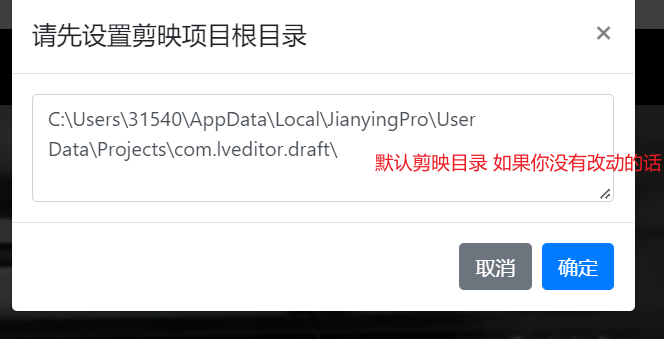 请先设置剪映项目根目录 ×
C:\Users\31540\AppData\Local\JianyingPro\User
Data\Projects\com.lveditor.draft\
默认剪映目录 如果你没有改动的话
取消 确定